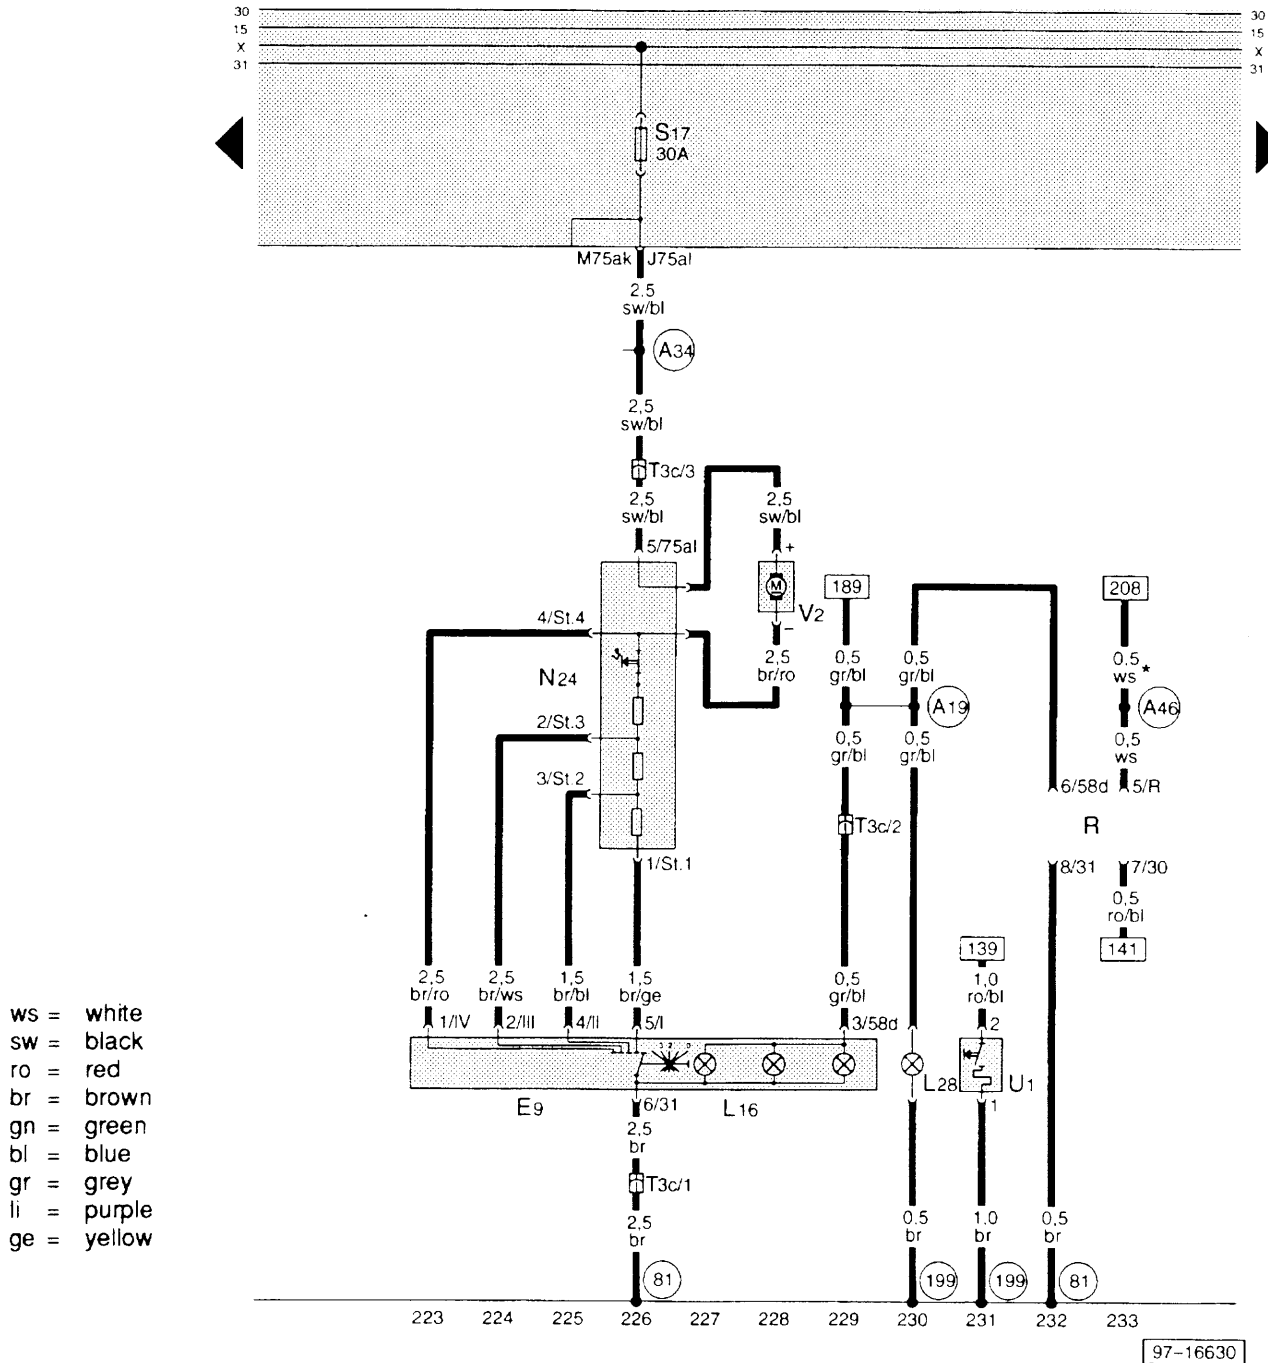 30 30
15 15
X X
31 31
S17
30A
M75ak J75al
2,5
sw/bl
A34
2,5
sw/bl
T3c/3
2,5 2,5
sw/bl sw/bl
5/75al +
M
189 208
4/St.4 V2
–
2,5 0,5 0,5 0,5 *
br/ro gr/bl gr/bl ws
N24
A19 A46
2/St.3
0,5 0,5 0,5
gr/bl gr/bl ws
3/St.2
6/58d 5/R
T3c/2 R
1/St.1 8/31 7/30
0,5
ro/bl
139 141
2,5 2,5 1,5 1,5 0,5 1,0
br/ro br/ws br/bl br/ge gr/bl ro/bl
1/IV 2/III 4/II 5/I 3/58d 2
L28 U1
E9 6/31 L16 1
2,5
br
T3c/1
2,5 0,5 1,0 0,5
br br br br
81 199 199 81
223 224 225 226 227 228 229 230 231 232 233
97-16630
ws = white
sw = black
ro = red
br = brown
gn = green
bl = blue
gr = grey
li = purple
ge = yellow